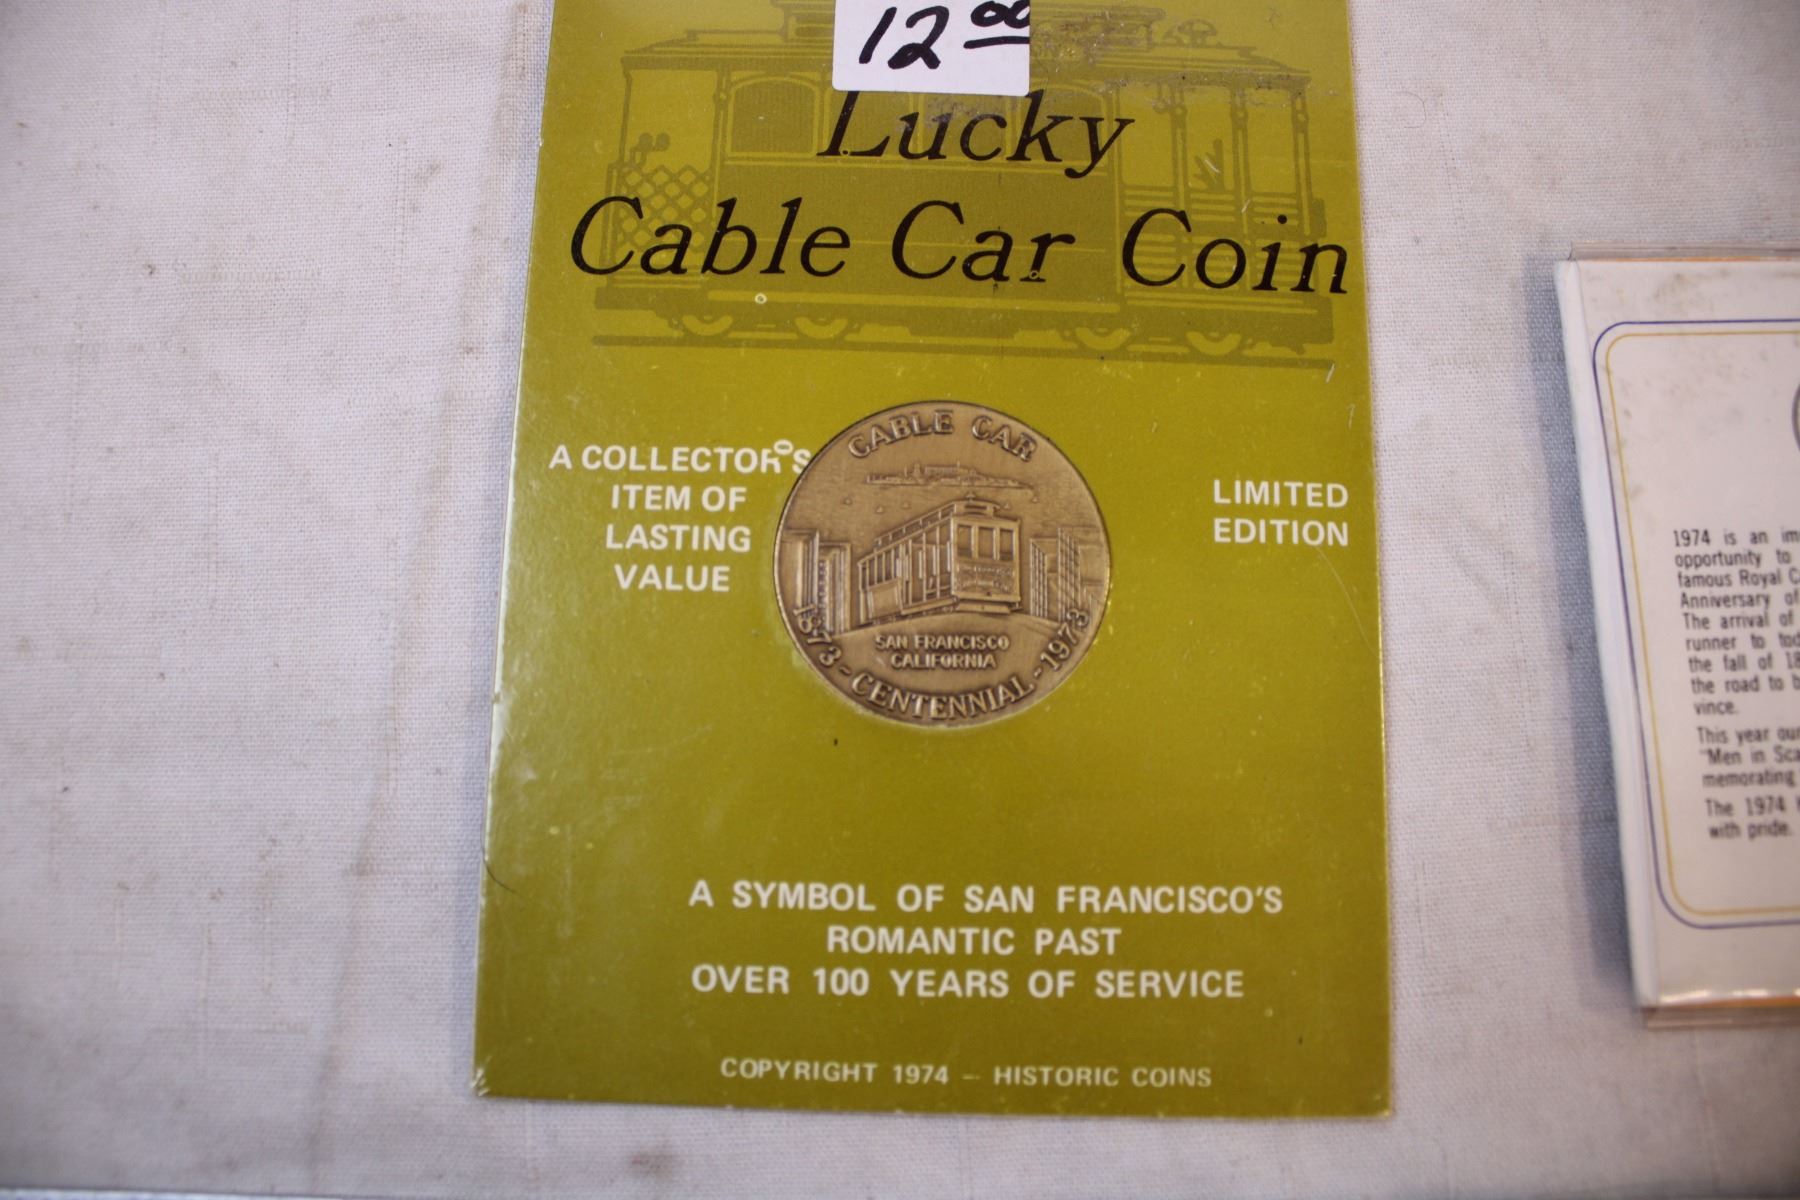 12 00
Lucky
Cable Car Coin
A COLLECTOR'S
ITEM OF
LASTING
VALUE
LIMITED
EDITION
CABLE CAR
SAN FRANCISCO
CALIFORNIA
1873 - CENTENNIAL - 1973
A SYMBOL OF SAN FRANCISCO'S
ROMANTIC PAST
OVER 100 YEARS OF SERVICE
COPYRIGHT 1974 - HISTORIC COINS
1974 is an
opportunity to
famous Royal
Anniversary
The arrival of
runner to
the fall of
the road to
vince.
This year
"Men in
memorating
The 1974
with pride.